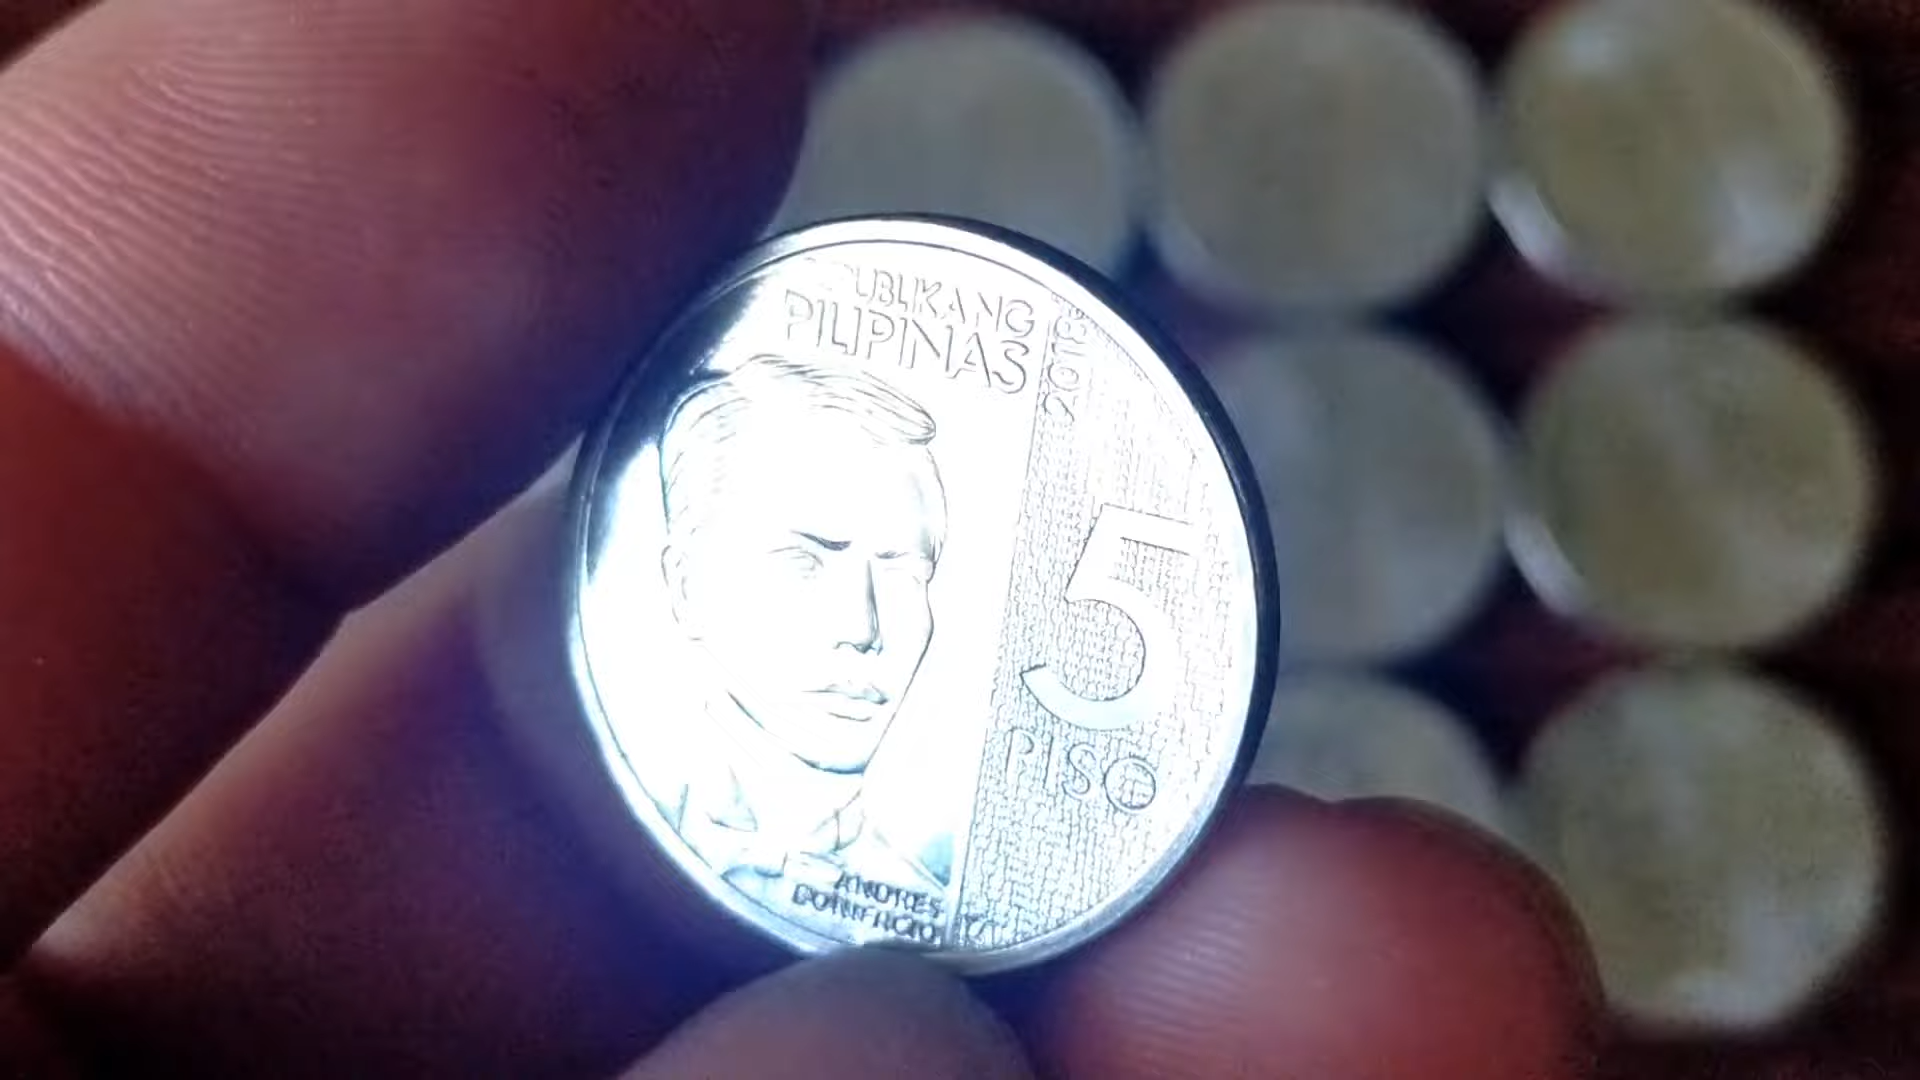 REPUBLIKANG
PILIPINAS
2018
5
PISO
ANDRES
BONIFACIO